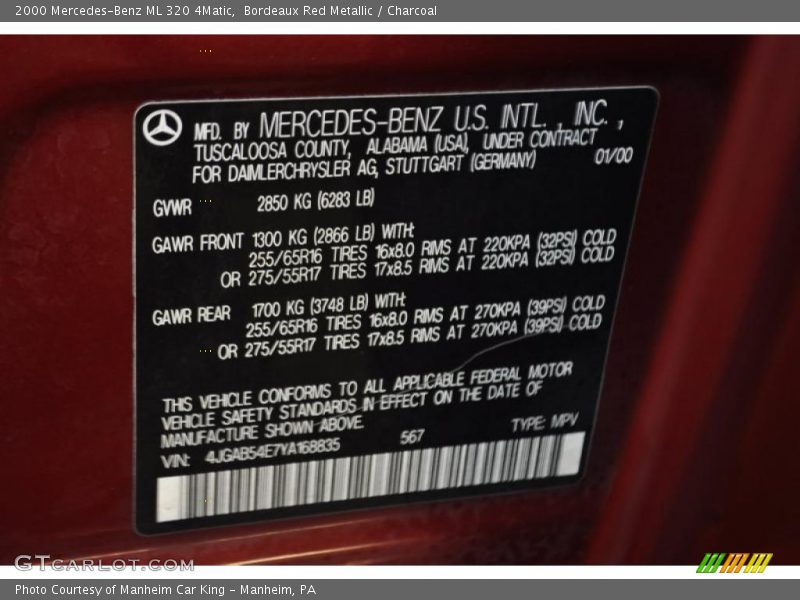 2000 Mercedes-Benz ML 320 4Matic,  Bordeaux Red Metallic / Charcoal
MFD. BY MERCEDES-BENZ U.S. INTL., INC.,
TUSCALOOSA COUNTY, ALABAMA (USA), UNDER CONTRACT
FOR DAIMLERCHRYSLER AG, STUTTGART (GERMANY) 01/00
GVWR 2850 KG (6283 LB)
GAWR FRONT 1300 KG (2866 LB) WITH:
255/65R16 TIRES 16x8.0 RIMS AT 220KPA (32PSI) COLD
OR 275/55R17 TIRES 17x8.5 RIMS AT 220KPA (32PSI) COLD
GAWR REAR 1700 KG (3748 LB) WITH:
255/65R16 TIRES 16x8.0 RIMS AT 270KPA (39PSI) COLD
OR 275/55R17 TIRES 17x8.5 RIMS AT 270KPA (39PSI) COLD
THIS VEHICLE CONFORMS TO ALL APPLICABLE FEDERAL MOTOR
VEHICLE SAFETY STANDARDS IN EFFECT ON THE DATE OF
MANUFACTURE SHOWN ABOVE.
VIN: 4JGAB54E7YA168835 567 TYPE: MPV
GTCARLOT.COM
Photo Courtesy of Manheim Car King - Manheim, PA